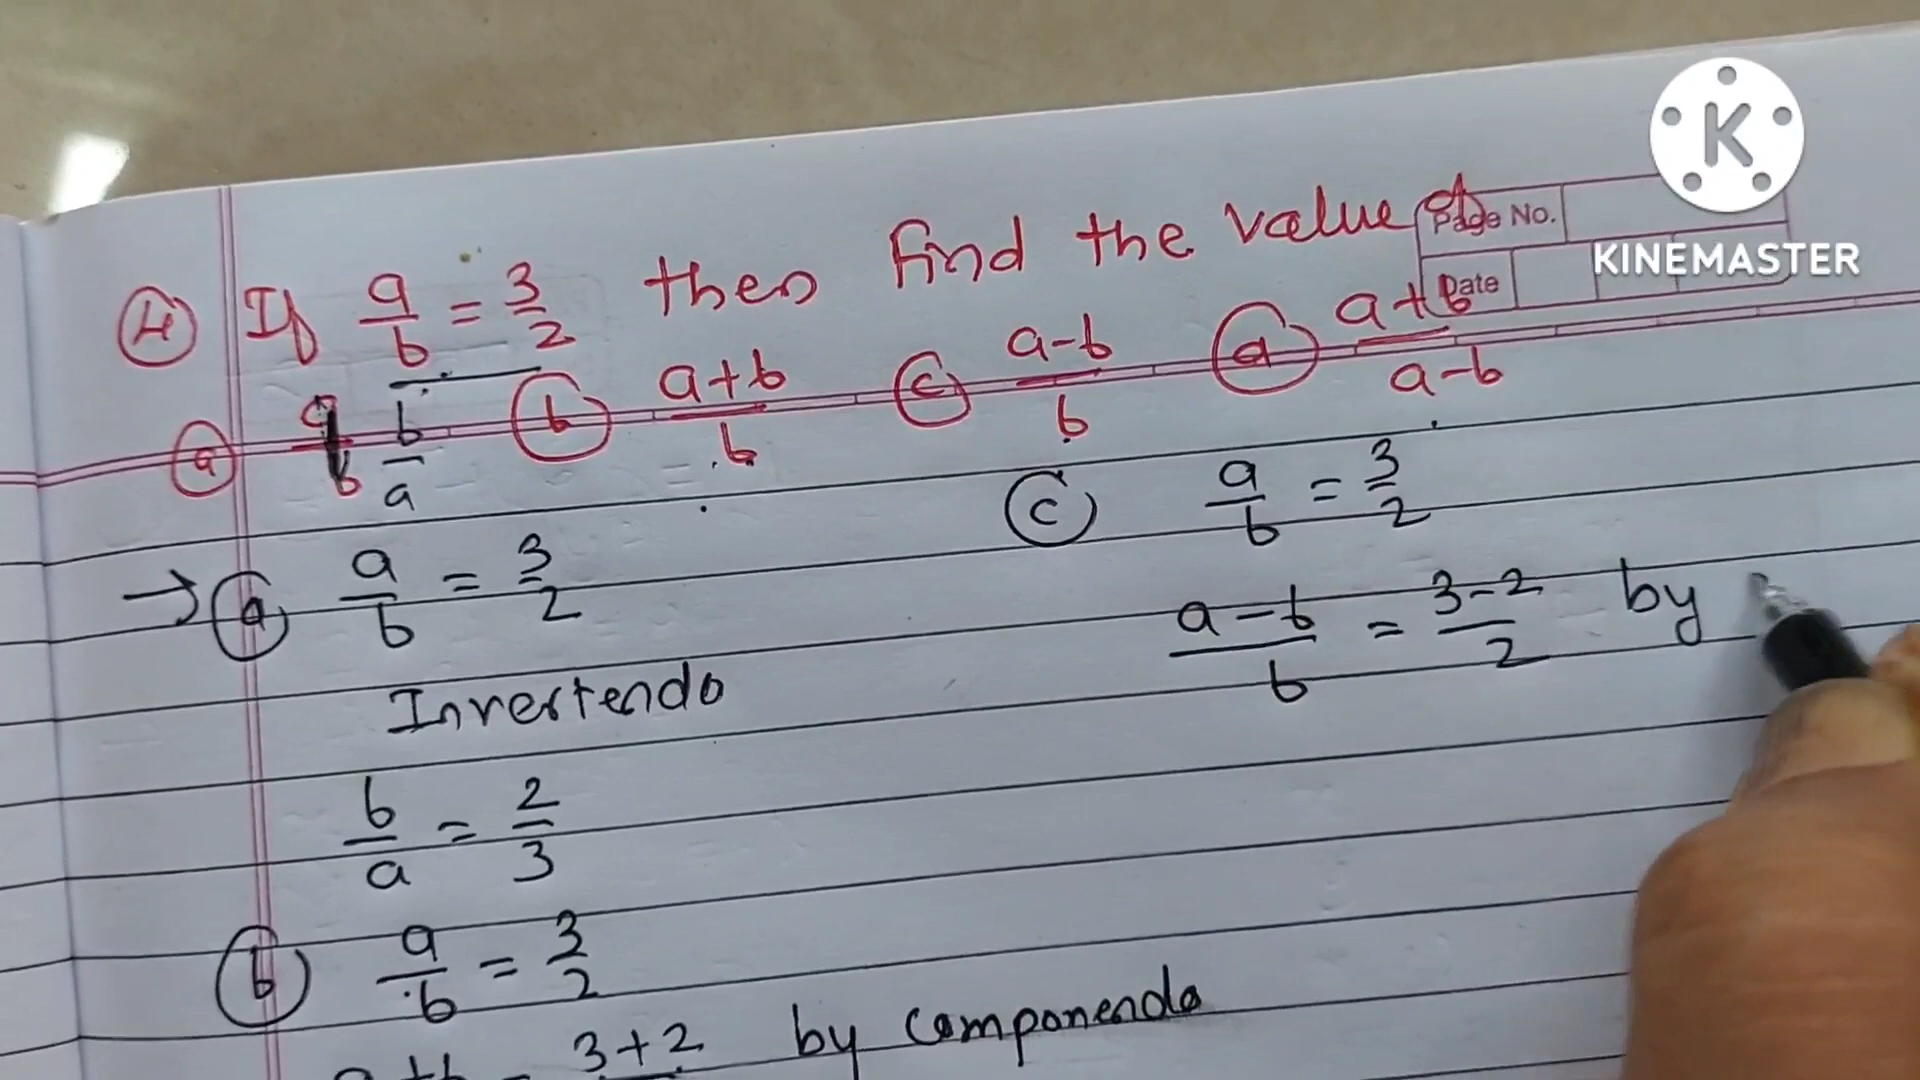 KINEMASTER
Page No.
Date
(4) If a/b = 3/2 then find the value of
(a) b/a (b) a+b/b (c) a-b/b (d) a+b/a-b
→ (a) a/b = 3/2
Invertendo
b/a = 2/3
(b) a/b = 3/2
a+b = 3+2 by componendo
(c) a/b = 3/2
a-b/b = 3-2/2 by